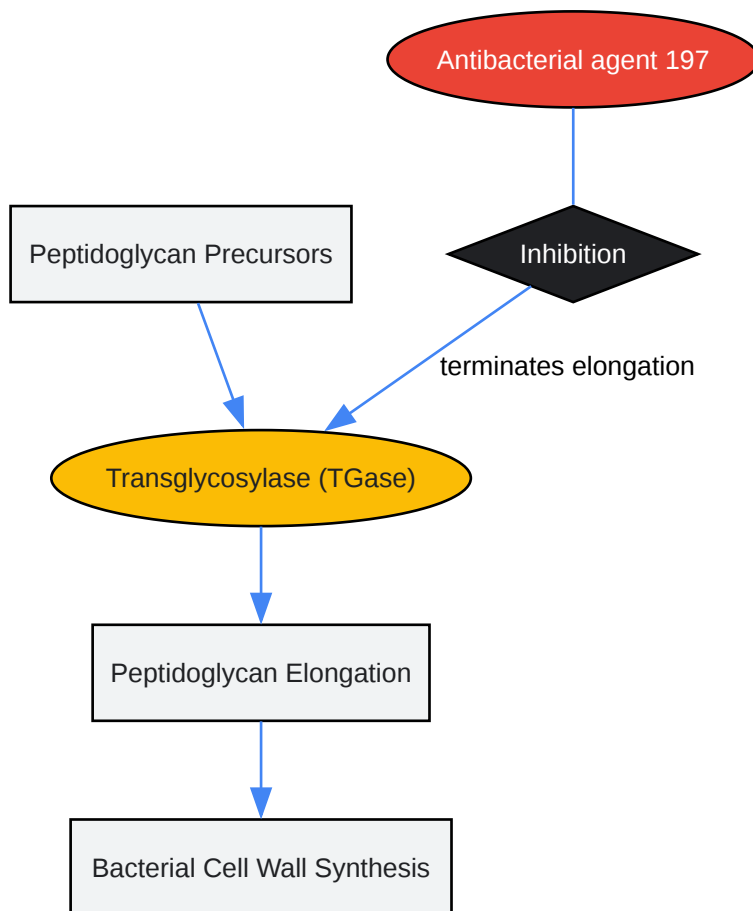 Antibacterial agent 197
Peptidoglycan Precursors
Inhibition
terminates elongation
Transglycosylase (TGase)
Peptidoglycan Elongation
Bacterial Cell Wall Synthesis